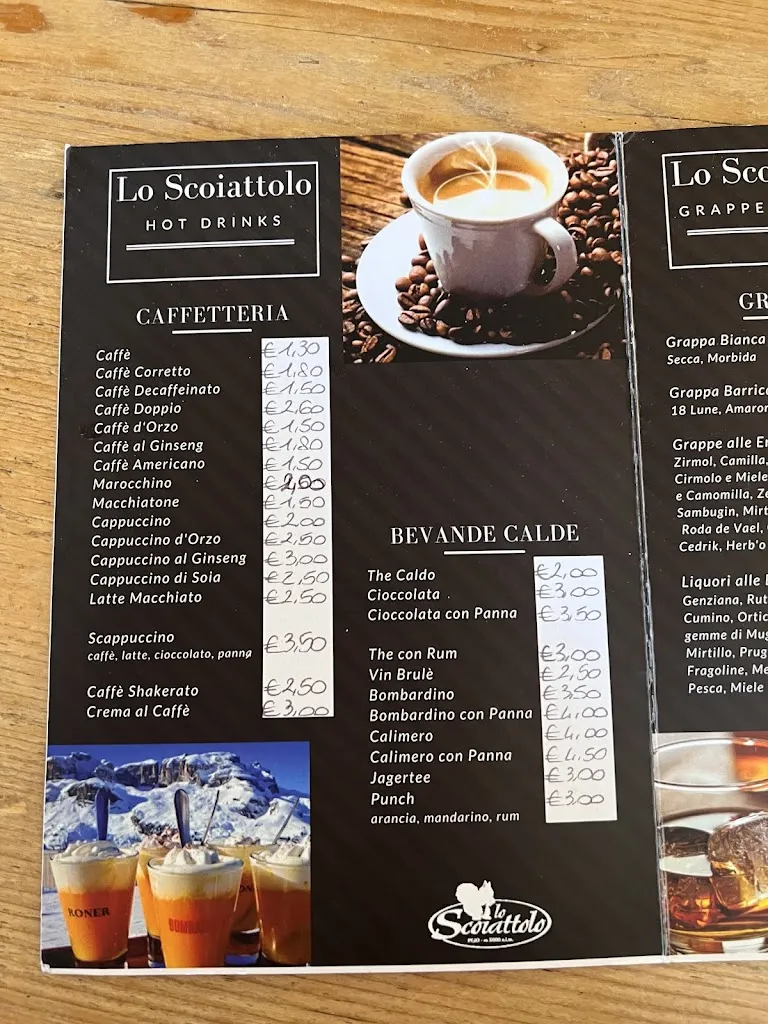 Lo Scoiattolo
HOT DRINKS
CAFFETTERIA
Caffè €1,30
Caffè Corretto €1,80
Caffè Decaffeinato €1,50
Caffè Doppio €2,60
Caffè d'Orzo €1,50
Caffè al Ginseng €1,80
Caffè Americano €1,50
Marocchino €2,00
Macchiatone €1,50
Cappuccino €2,00
Cappuccino d'Orzo €2,50
Cappuccino al Ginseng €3,00
Cappuccino di Soia €2,50
Latte Macchiato €2,50
Scappuccino €3,50
caffè, latte, cioccolato, panna
Caffè Shakerato €2,50
Crema al Caffè €3,00
RONER
BEVANDE CALDE
The Caldo €2,00
Cioccolata €3,00
Cioccolata con Panna €3,50
The con Rum €3,00
Vin Brulè €2,50
Bombardino €3,50
Bombardino con Panna €4,00
Calimero €4,00
Calimero con Panna €4,50
Jagertee €3,00
Punch €3,00
arancia, mandarino, rum
lo
Scoiattolo
Lo Sco
GRAPPE
GR
Grappa Bianca
Secca, Morbida
Grappa Barric
18 Lune, Amaron
Grappe alle Er
Zirmol, Camilla,
Cirmolo e Miele
e Camomilla, Ze
Sambugin, Mirt
Roda de Vael,
Cedrik, Herb'o
Liquori alle
Genziana, Rut
Cumino, Ortic
gemme di Mug
Mirtillo, Prug
Fragoline, Me
Pesca, Miele